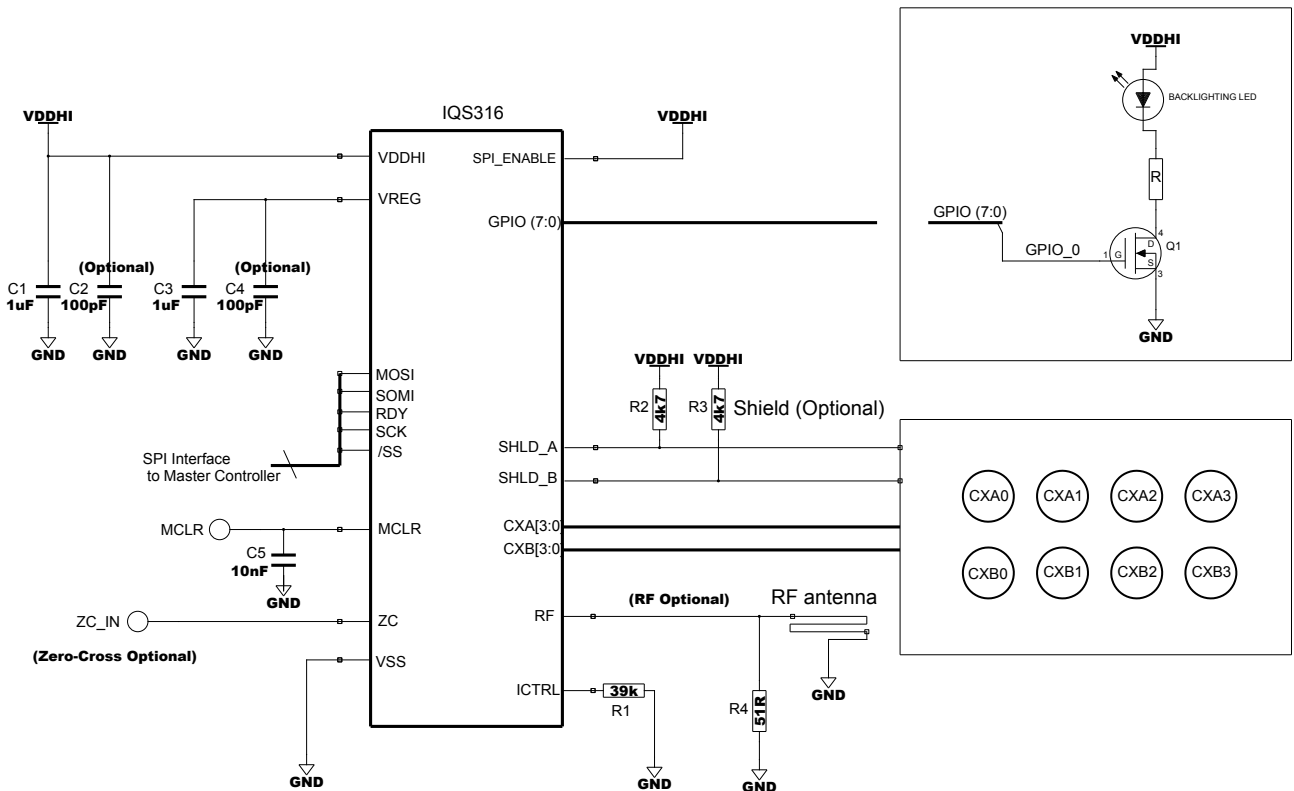 IQS316
VDDHI
VDDHI
VREG
C1
1uF
(Optional)
C2
100pF
C3
1uF
(Optional)
C4
100pF
GND
GND
GND
GND
MOSI
SOMI
RDY
SCK
/SS
SPI Interface
to Master Controller
MCLR
MCLR
C5
10nF
GND
ZC_IN
ZC
(Zero-Cross Optional)
VSS
GND
SPI_ENABLE
VDDHI
GPIO (7:0)
VDDHI
VDDHI
R2
4k7
R3
4k7
Shield (Optional)
SHLD_A
SHLD_B
CXA[3:0]
CXB[3:0]
RF
(RF Optional)
RF antenna
GND
ICTRL
39k
R1
GND
R4
51R
GND
VDDHI
BACKLIGHTING LED
R
GPIO (7:0)
GPIO_0
1
G
4
D
S
3
Q1
GND
CXA0
CXA1
CXA2
CXA3
CXB0
CXB1
CXB2
CXB3